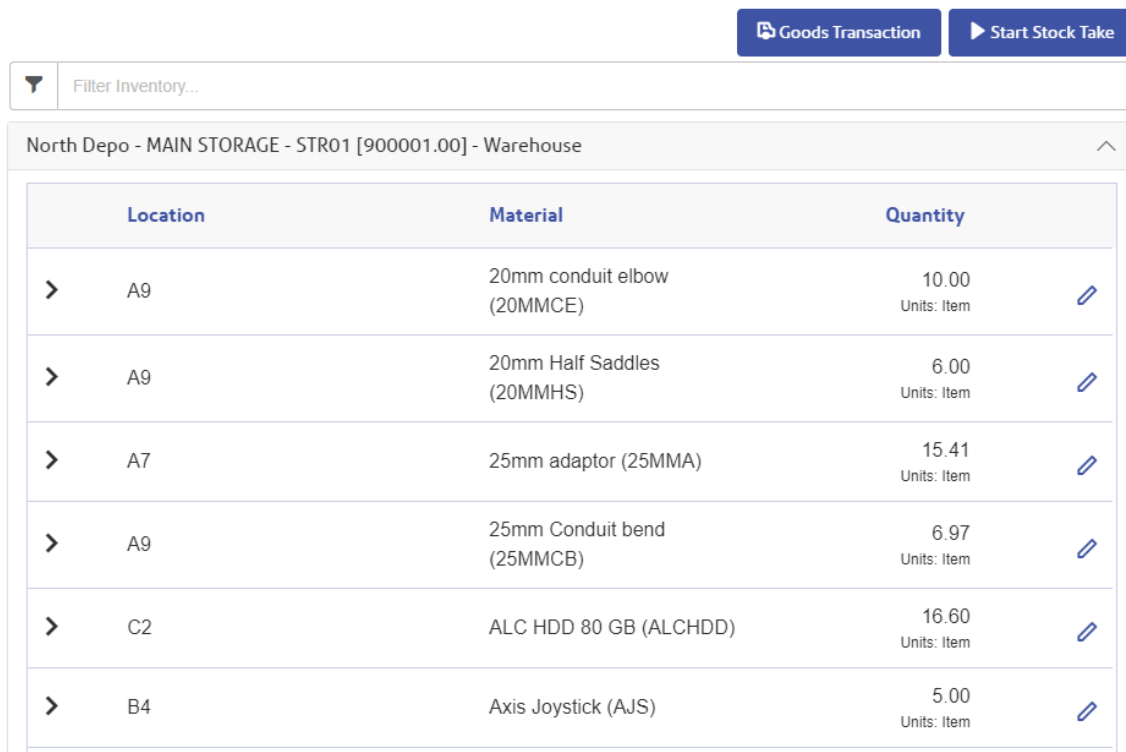 Goods Transaction
Start Stock Take
Filter Inventory...
North Depo - MAIN STORAGE - STR01 [900001.00] - Warehouse
Location Material Quantity
A9
20mm conduit elbow
(20MMCE)
10.00
Units: Item
A9
20mm Half Saddles
(20MMHS)
6.00
Units: Item
A7
25mm adaptor (25MMA)
15.41
Units: Item
A9
25mm Conduit bend
(25MMCB)
6.97
Units: Item
C2
ALC HDD 80 GB (ALCHDD)
16.60
Units: Item
B4
Axis Joystick (AJS)
5.00
Units: Item